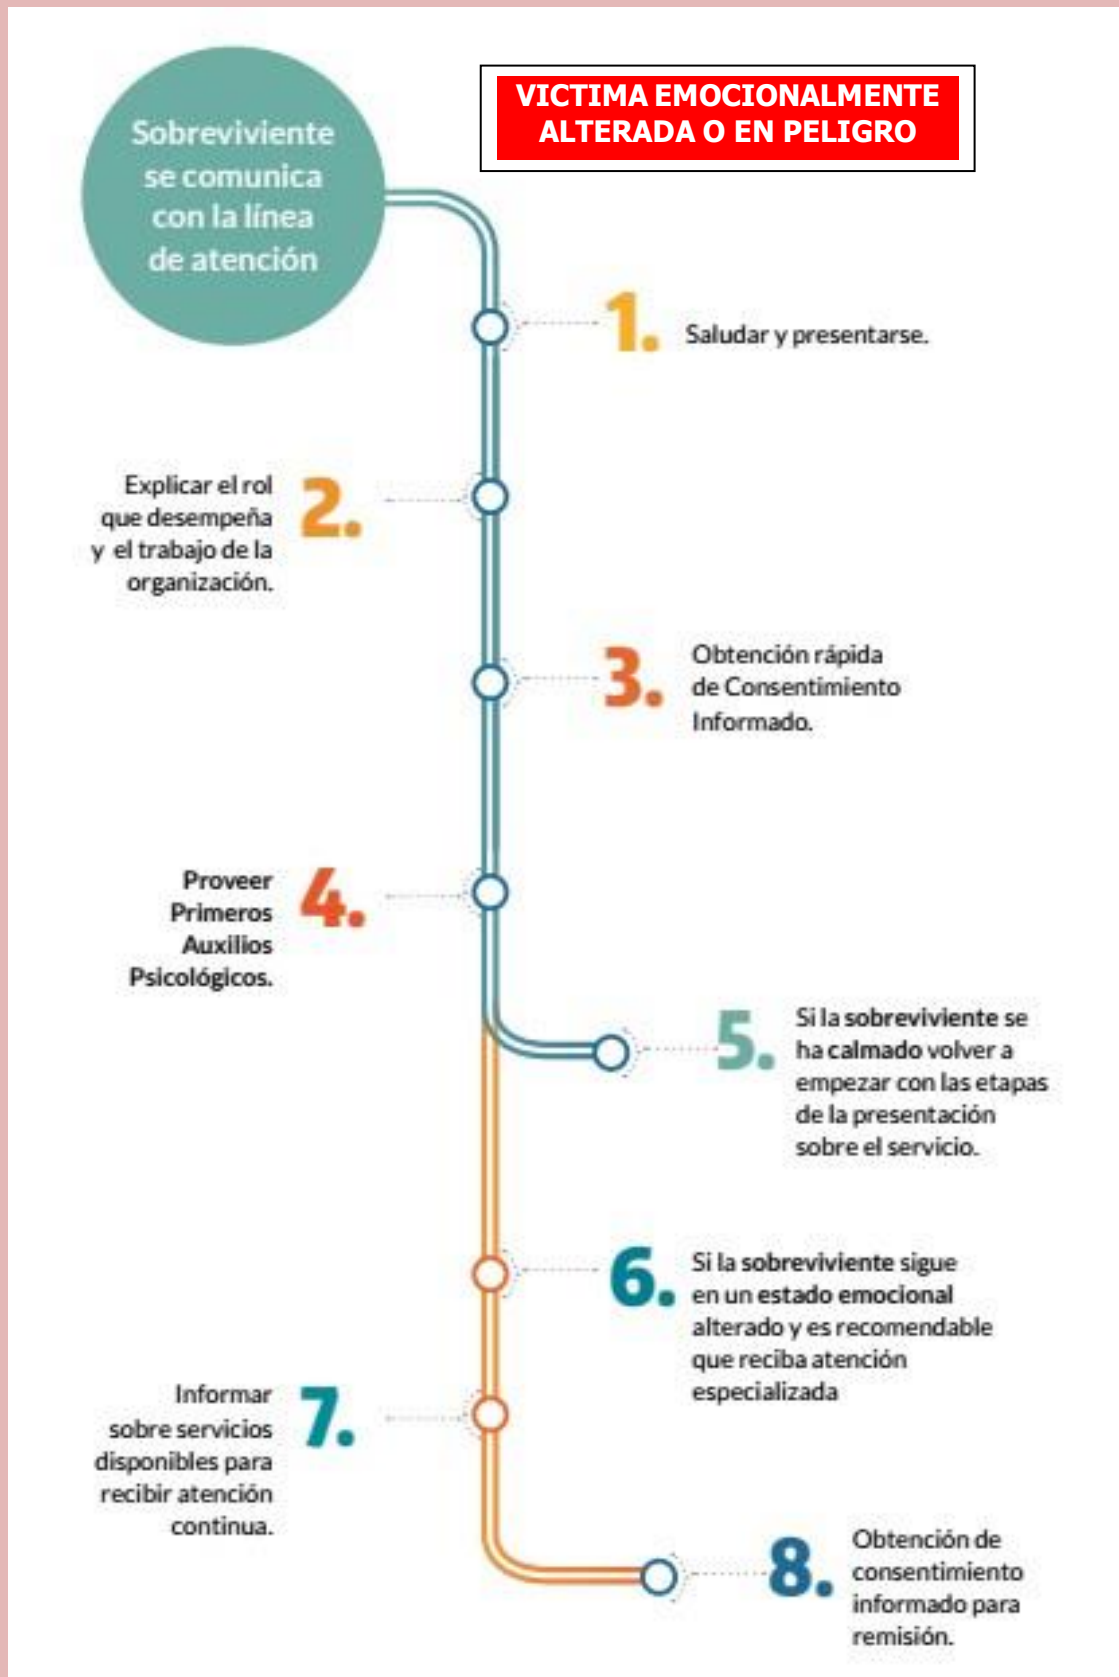 VICTIMA EMOCIONALMENTE
ALTERADA O EN PELIGRO
Sobreviviente
se comunica
con la línea
de atención
1.
Saludar y presentarse.
2.
Explicar el rol
que desempeña
y el trabajo de la
organización.
3.
Obtención rápida
de Consentimiento
Informado.
4.
Proveer
Primeros
Auxilios
Psicológicos.
5.
Si la sobreviviente se
ha calmado volver a
empezar con las etapas
de la presentación
sobre el servicio.
6.
Si la sobreviviente sigue
en un estado emocional
alterado y es recomendable
que reciba atención
especializada
7.
Informar
sobre servicios
disponibles para
recibir atención
continua.
8.
Obtención de
consentimiento
informado para
remisión.